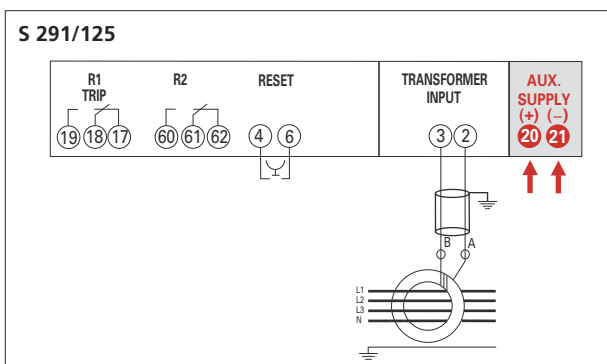 S 291/125
R1 R2 RESET TRANSFORMER AUX.
TRIP INPUT SUPPLY
(+) (–)
19 18 17 60 61 62 4 6 3 2 20 21
B A
L1
L2
L3
N